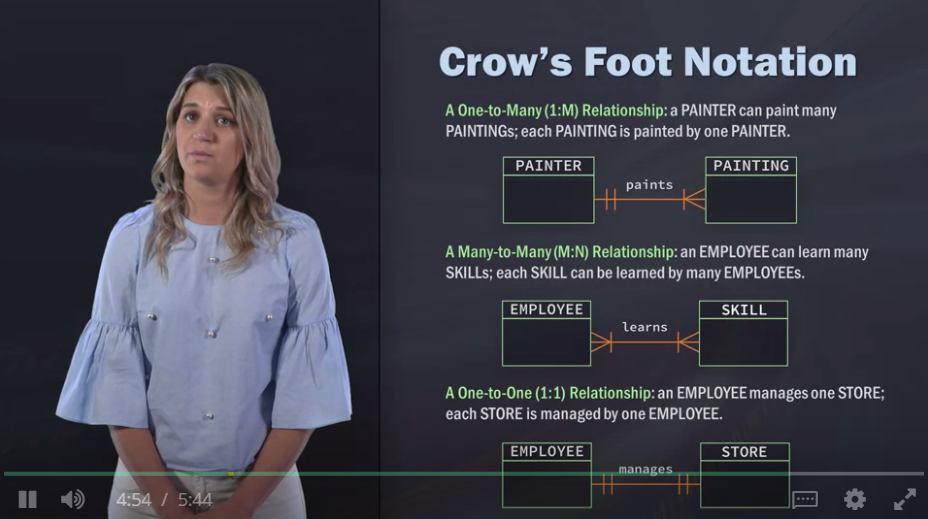 Crow's Foot Notation
A One-to-Many (1:M) Relationship: a PAINTER can paint many
PAINTINGs; each PAINTING is painted by one PAINTER.
PAINTER
paints
PAINTING
A Many-to-Many (M:N) Relationship: an EMPLOYEE can learn many
SKILLs; each SKILL can be learned by many EMPLOYEEs.
EMPLOYEE
learns
SKILL
A One-to-One (1:1) Relationship: an EMPLOYEE manages one STORE;
each STORE is managed by one EMPLOYEE.
EMPLOYEE
manages
STORE
4:54 / 5:44